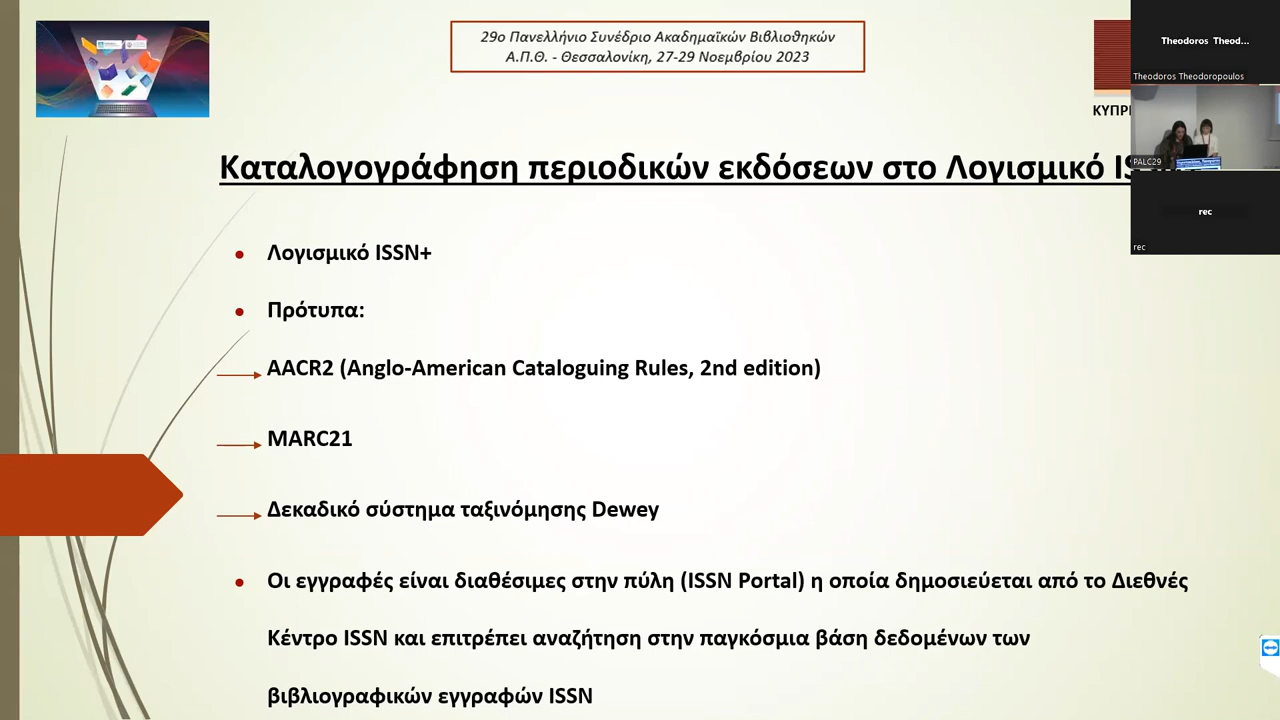 29ο Πανελλήνιο Συνέδριο Ακαδημαϊκών Βιβλιοθηκών
Α.Π.Θ. - Θεσσαλονίκη, 27-29 Νοεμβρίου 2023
Theodoros Theod...
Theodoros Theodoropoulos
PALC29
rec
rec
Καταλογογράφηση περιοδικών εκδόσεων στο Λογισμικό
Λογισμικό ISSN+
Πρότυπα:
AACR2 (Anglo-American Cataloguing Rules, 2nd edition)
MARC21
Δεκαδικό σύστημα ταξινόμησης Dewey
Οι εγγραφές είναι διαθέσιμες στην πύλη (ISSN Portal) η οποία δημοσιεύεται από το Διεθνές
Κέντρο ISSN και επιτρέπει αναζήτηση στην παγκόσμια βάση δεδομένων των
βιβλιογραφικών εγγραφών ISSN